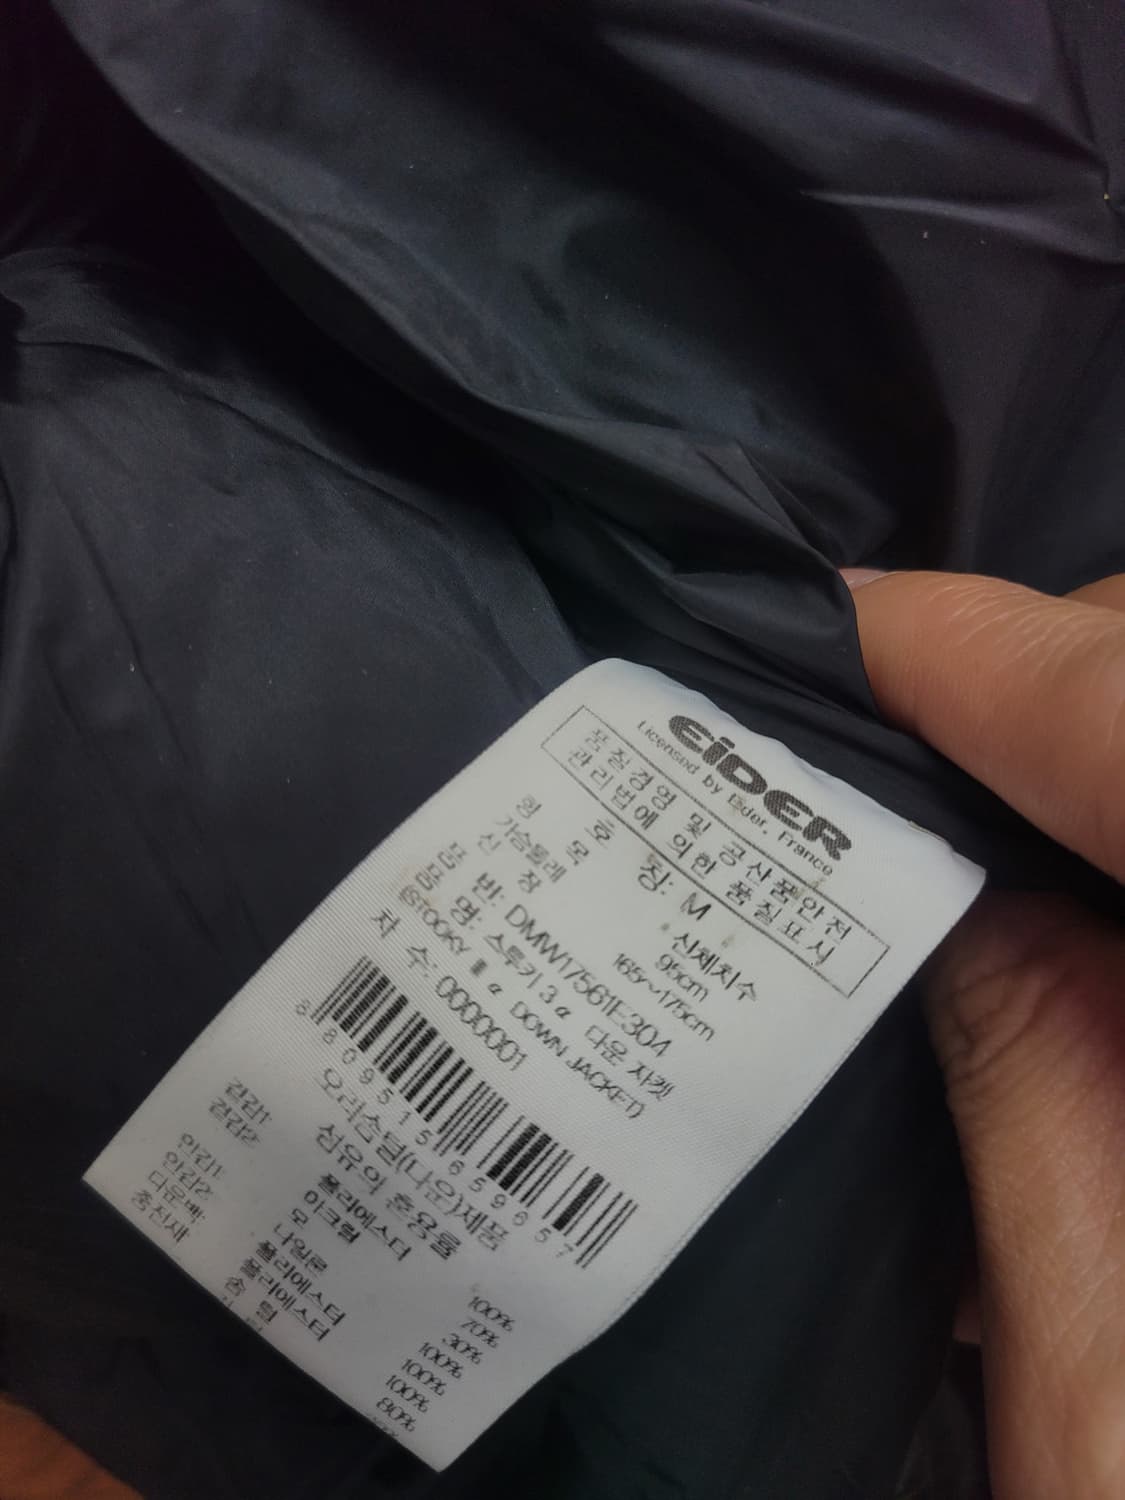 EiDER
Licensed by Eider, France
품질경영 및 공산품안전
관리법에 의한 품질표시
호 칭: M
항 목 신체치수
가슴둘레 95cm
신 장 165~175cm
품 번: DMW17561E304
품 명: 스투키 3 α 다운 자켓
(STOOKY Ⅲ α DOWN JACKET)
차 수: 0000001
8809515659657
오리솜털(다운)제품
섬유의 혼용률
겉감1: 폴리에스터 100%
겉감2: 아크릴 70%
모 30%
안감1: 나일론 100%
안감2: 폴리에스터 100%
다운백: 폴리에스터 100%
충전재: 솜 털 80%